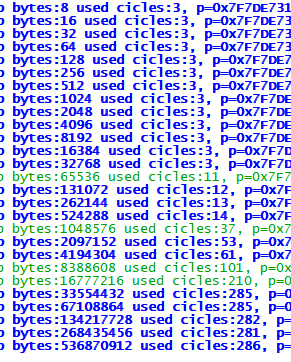 bytes:8 used cicles:3, p=0x7F7DE731
bytes:16 used cicles:3, p=0x7F7DE73
bytes:32 used cicles:3, p=0x7F7DE73
bytes:64 used cicles:3, p=0x7F7DE73
bytes:128 used cicles:3, p=0x7F7DE7
bytes:256 used cicles:3, p=0x7F7DE7
bytes:512 used cicles:3, p=0x7F7DE7
bytes:1024 used cicles:3, p=0x7F7DE
bytes:2048 used cicles:3, p=0x7F7DE
bytes:4096 used cicles:3, p=0x7F7DE
bytes:8192 used cicles:3, p=0x7F7DE
bytes:16384 used cicles:3, p=0x7F7D
bytes:32768 used cicles:3, p=0x7F7D
bytes:65536 used cicles:11, p=0x7F7
bytes:131072 used cicles:12, p=0x7F
bytes:262144 used cicles:13, p=0x7F
bytes:524288 used cicles:14, p=0x7F
bytes:1048576 used cicles:37, p=0x7
bytes:2097152 used cicles:53, p=0x7
bytes:4194304 used cicles:61, p=0x7
bytes:8388608 used cicles:101, p=0x
bytes:16777216 used cicles:210, p=0
bytes:33554432 used cicles:285, p=0
bytes:67108864 used cicles:285, p=0
bytes:134217728 used cicles:282, p=
bytes:268435456 used cicles:281, p=
bytes:536870912 used cicles:286, p=